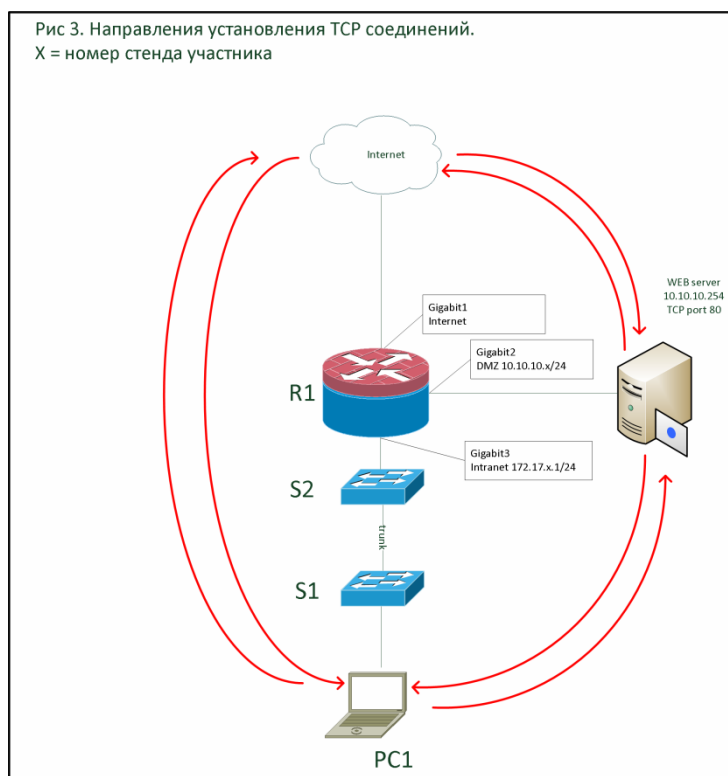 Рис 3. Направления установления TCP соединений.
X = номер стенда участника
Internet
WEB server
10.10.10.254
TCP port 80
Gigabit1
Internet
Gigabit2
DMZ 10.10.10.x/24
R1
Gigabit3
Intranet 172.17.x.1/24
S2
trunk
S1
PC1